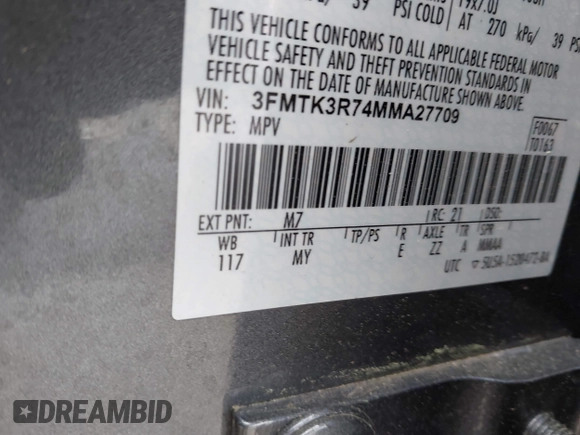 PSI COLD 19x7.0J
AT 270 kPa/ 39 PSI
THIS VEHICLE CONFORMS TO ALL APPLICABLE FEDERAL MOTOR
VEHICLE SAFETY AND THEFT PREVENTION STANDARDS IN
EFFECT ON THE DATE OF MANUFACTURE SHOWN ABOVE.
VIN: 3FMTK3R74MMA27709
TYPE: MPV
F0067
T0163
EXT PNT: M7 RC: 21 DSO:
WB INT TR TP/PS R AXLE TR SPR
117 MY E ZZ A MMAA
UTC
DREAMBID